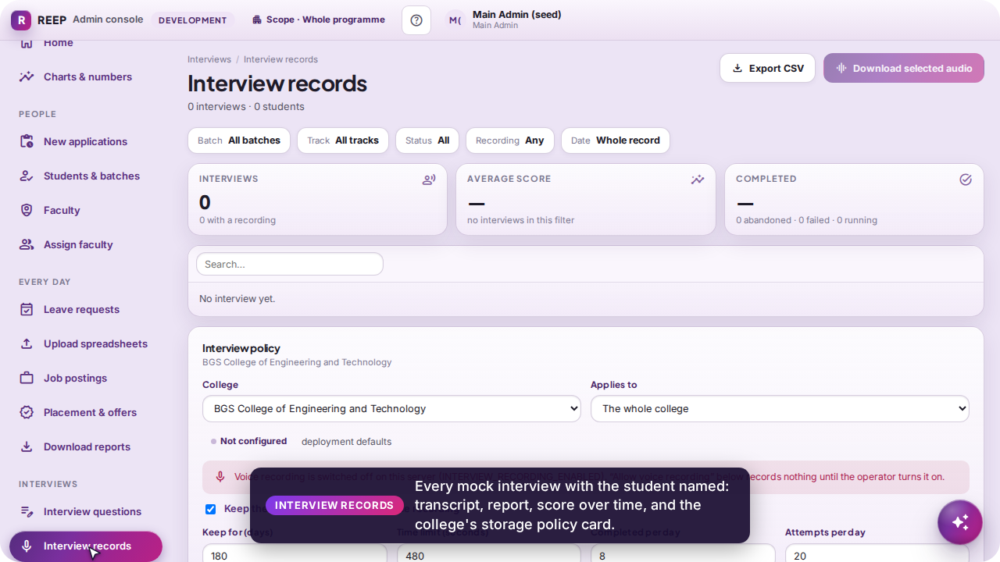 R REEP Admin console DEVELOPMENT Scope · Whole programme M( Main Admin (seed)
Main Admin
Home
Charts & numbers
PEOPLE
New applications
Students & batches
Faculty
Assign faculty
EVERY DAY
Leave requests
Upload spreadsheets
Job postings
Placement & offers
Download reports
INTERVIEWS
Interview questions
Interview records
Interviews / Interview records
Export CSV Download selected audio
Interview records
0 interviews · 0 students
Batch All batches Track All tracks Status All Recording Any Date Whole record
INTERVIEWS
0
0 with a recording
AVERAGE SCORE
—
no interviews in this filter
COMPLETED
—
0 abandoned · 0 failed · 0 running
Search...
No interview yet.
Interview policy
BGS College of Engineering and Technology
College Applies to
BGS College of Engineering and Technology The whole college
Not configured deployment defaults
Voice recording is switched off on this server (INTERVIEW_RECORDING_ENABLED). "Allow voice recording" below records nothing until the operator turns it on.
Keep the
INTERVIEW RECORDS
Every mock interview with the student named:
transcript, report, score over time, and the
college's storage policy card.
Keep for (days) Time limit (seconds) Completed per day Attempts per day
180 480 8 20